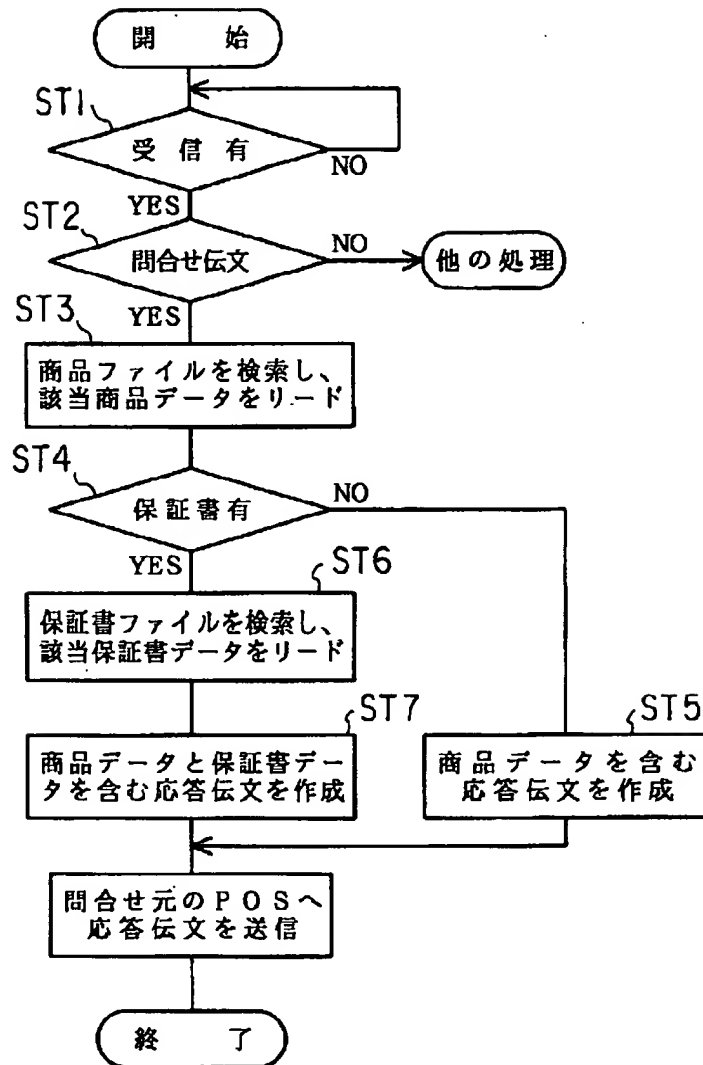 開 始
ST1
受信有
NO
YES
ST2
問合せ伝文
NO
他の処理
YES
ST3
商品ファイルを検索し、
該当商品データをリード
ST4
保証書有
NO
YES
ST6
保証書ファイルを検索し、
該当保証書データをリード
ST7
商品データと保証書デー
タを含む応答伝文を作成
ST5
商品データを含む
応答伝文を作成
問合せ元のPOSへ
応答伝文を送信
終 了